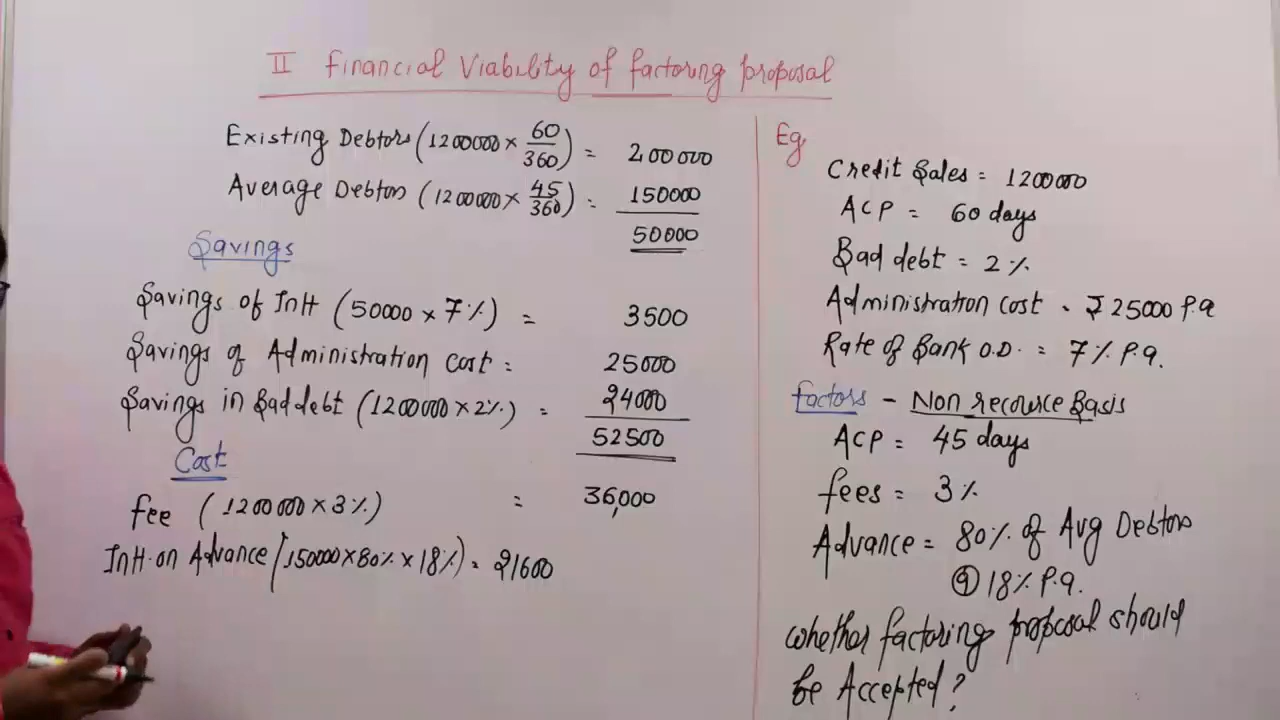 II Financial Viability of factoring proposal
Existing Debtors (1200000 × 60/360) = 200000
Average Debtors (1200000 × 45/360) = 150000
50000
Savings
Savings of Intt (50000 × 7%) = 3500
Savings of Administration cost = 25000
Savings in Bad debt (1200000 × 2%) = 24000
52500
Cost
fee (1200000 × 3%) = 36,000
Intt. on Advance (150000 × 80% × 18%) = 21600
Eg
Credit Sales = 1200000
ACP = 60 days
Bad debt = 2%
Administration cost - ₹25000 P.a
Rate of Bank O.D. = 7% P.a.
factors - Non recourse Basis
ACP = 45 days
fees = 3%
Advance = 80% of Avg Debtors
@ 18% P.a.
whether factoring proposal should
be Accepted?